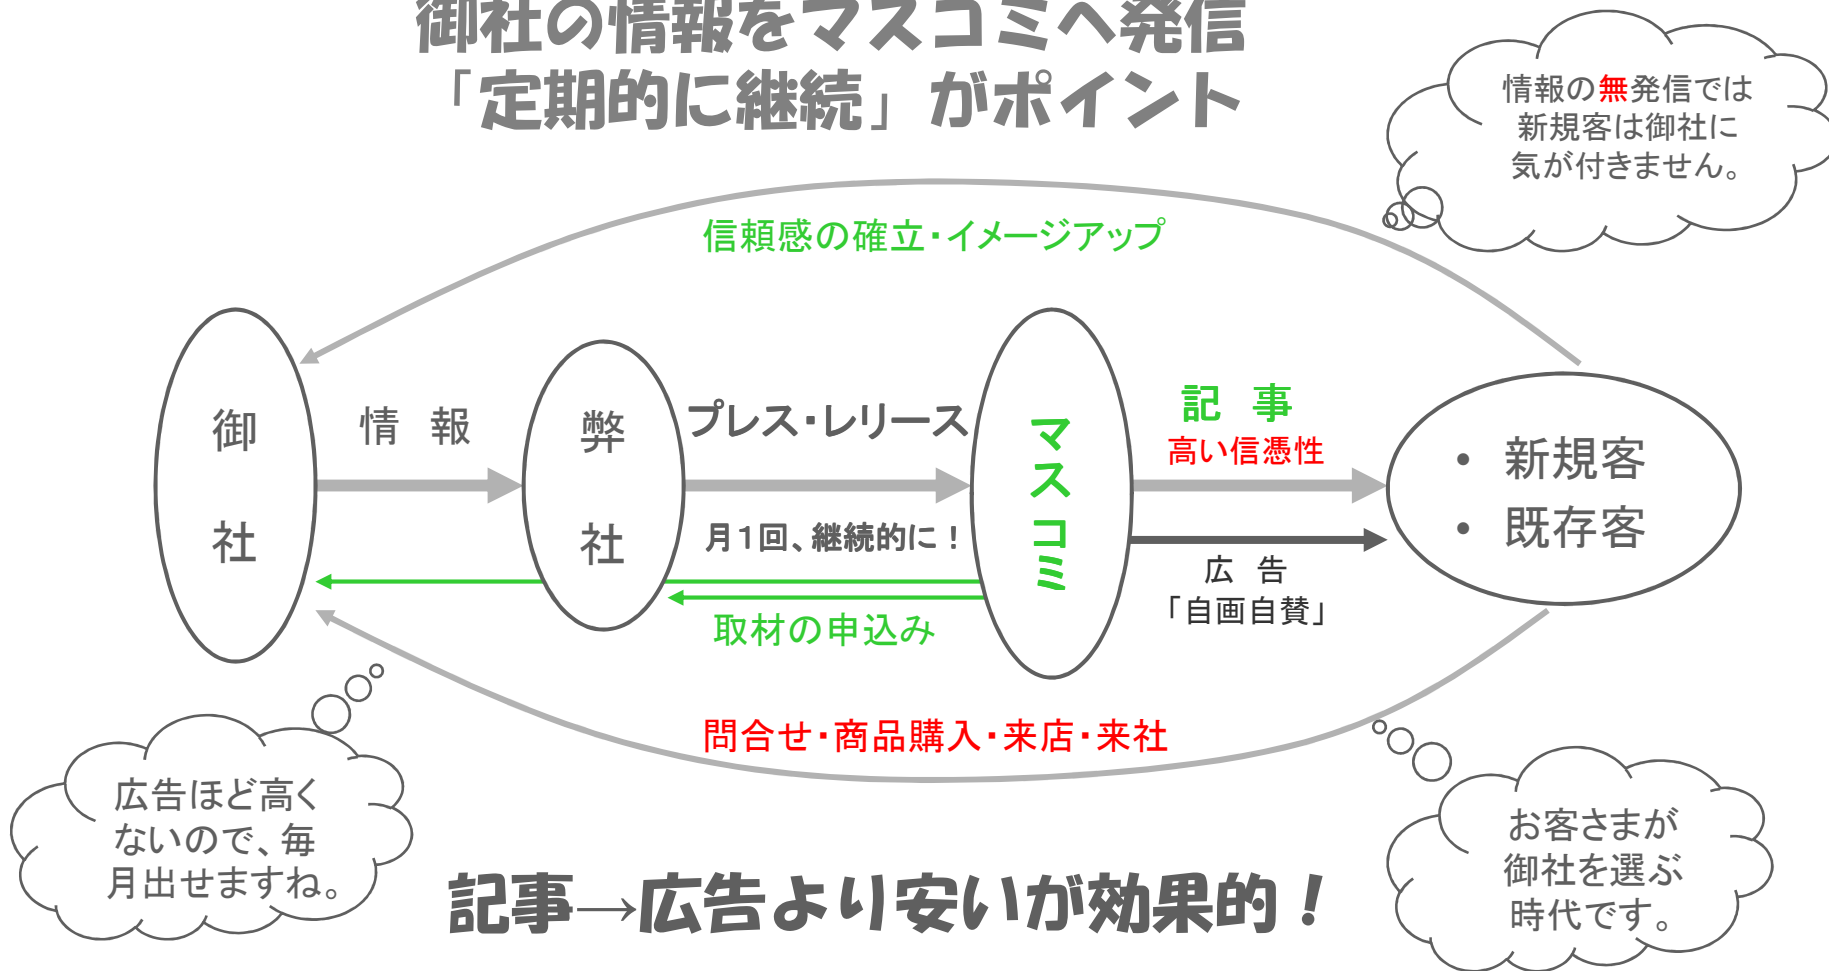 御社の情報をマスコミへ発信
「定期的に継続」がポイント
情報の無発信では
新規客は御社に
気が付きません。
信頼感の確立・イメージアップ
御社
情 報
弊社
プレス・レリース
月1回、継続的に！
取材の申込み
マスコミ
記 事
高い信憑性
広 告
「自画自賛」
• 新規客
• 既存客
問合せ・商品購入・来店・来社
広告ほど高く
ないので、毎
月出せますね。
お客さまが
御社を選ぶ
時代です。
記事→広告より安いが効果的！